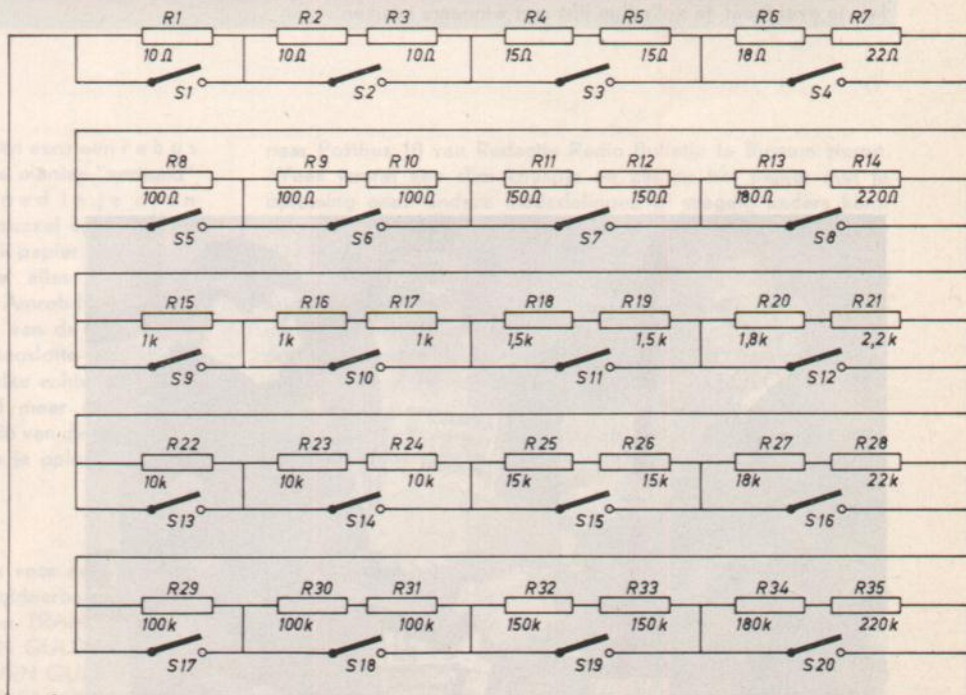 R1 R2 R3 R4 R5 R6 R7
10Ω 10Ω 10Ω 15Ω 15Ω 18Ω 22Ω
S1 S2 S3 S4
R8 R9 R10 R11 R12 R13 R14
100Ω 100Ω 100Ω 150Ω 150Ω 180Ω 220Ω
S5 S6 S7 S8
R15 R16 R17 R18 R19 R20 R21
1k 1k 1k 1,5k 1,5k 1,8k 2,2k
S9 S10 S11 S12
R22 R23 R24 R25 R26 R27 R28
10k 10k 10k 15k 15k 18k 22k
S13 S14 S15 S16
R29 R30 R31 R32 R33 R34 R35
100k 100k 100k 150k 150k 180k 220k
S17 S18 S19 S20